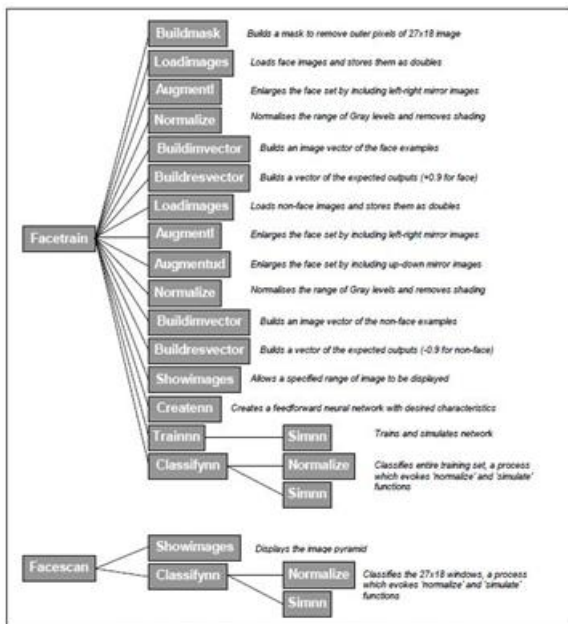 Buildmask Builds a mask to remove outer pixels of 27x18 image
Loadimages Loads face images and stores them as doubles
Augmentl Enlarges the face set by including left-right mirror images
Normalize Normalises the range of Gray levels and removes shading
Buildimvector Builds an image vector of the face examples
Buildresvector Builds a vector of the expected outputs (+0.9 for face)
Loadimages Loads non-face images and stores them as doubles
Facetrain
Augmentl Enlarges the face set by including left-right mirror images
Augmentud Enlarges the face set by including up-down mirror images
Normalize Normalises the range of Gray levels and removes shading
Buildimvector Builds an image vector of the non-face examples
Buildresvector Builds a vector of the expected outputs (-0.9 for non-face)
Showimages Allows a specified range of image to be displayed
Createnn Creates a feedforward neural network with desired characteristics
Trainnn Simnn Trains and simulates network
Classifynn Normalize Classifies entire training set, a process
which evokes 'normalize' and 'simulate'
Simnn functions
Showimages Displays the image pyramid
Facescan
Classifynn Normalize Classifies the 27x18 windows, a process
which evokes 'normalize' and 'simulate'
Simnn functions